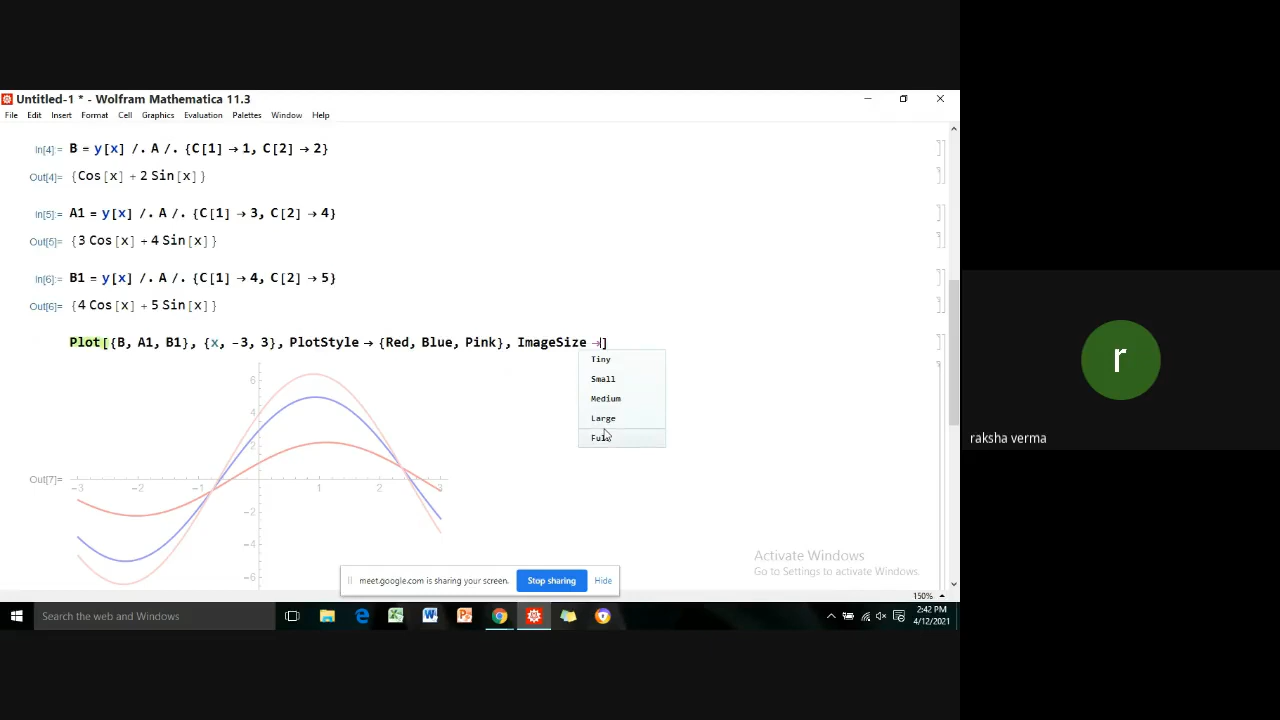 Untitled-1 * - Wolfram Mathematica 11.3
File Edit Insert Format Cell Graphics Evaluation Palettes Window Help
In[4]:= B = y[x] /. A /. {C[1] → 1, C[2] → 2}
Out[4]= {Cos[x] + 2 Sin[x]}
In[5]:= A1 = y[x] /. A /. {C[1] → 3, C[2] → 4}
Out[5]= {3 Cos[x] + 4 Sin[x]}
In[6]:= B1 = y[x] /. A /. {C[1] → 4, C[2] → 5}
Out[6]= {4 Cos[x] + 5 Sin[x]}
Plot[{B, A1, B1}, {x, -3, 3}, PlotStyle → {Red, Blue, Pink}, ImageSize →]
Tiny
Small
Medium
Large
Full
6
4
2
Out[7]=
-3 -2 -1 1 2 3
-2
-4
-6
r
raksha verma
Activate Windows
Go to Settings to activate Windows.
meet.google.com is sharing your screen. Stop sharing Hide
150%
Search the web and Windows
2:42 PM
4/12/2021